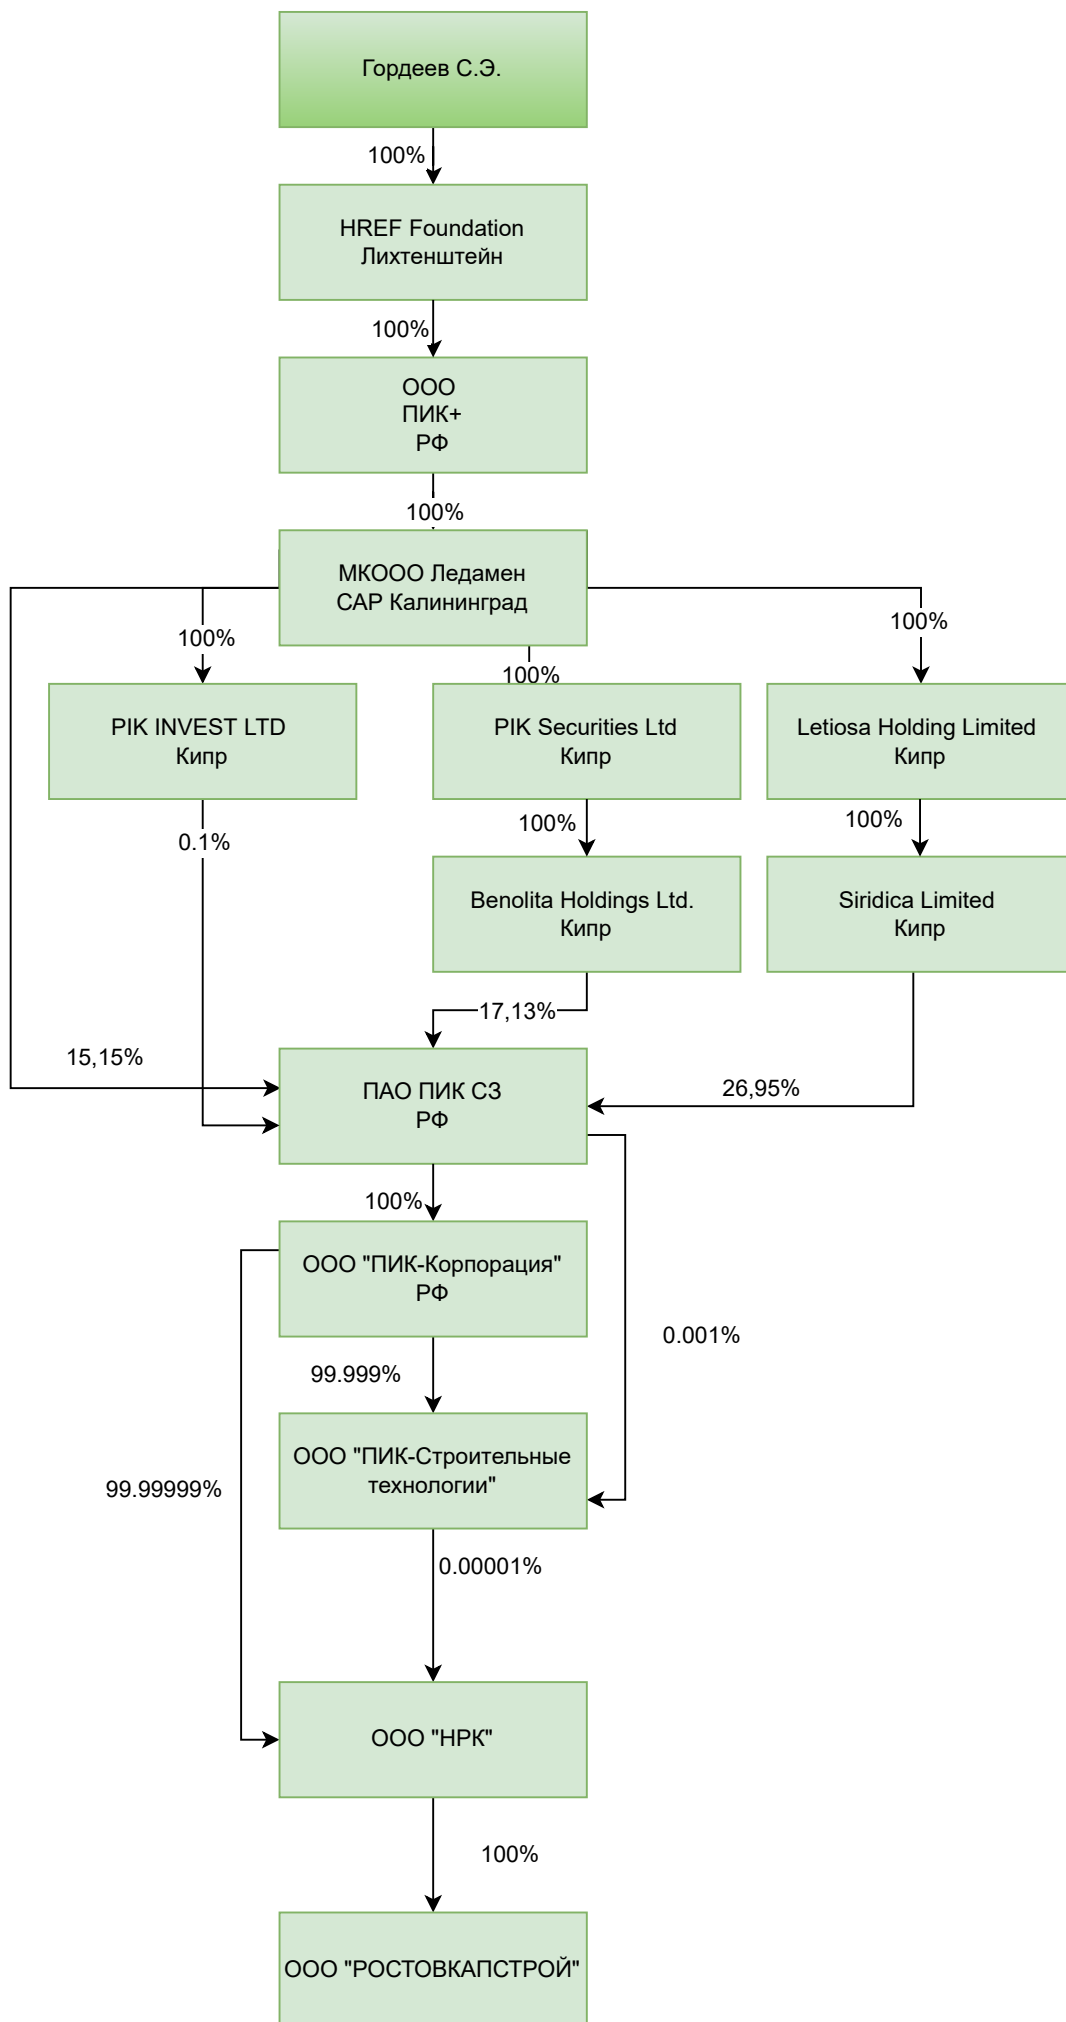 Гордеев С.Э.
100%
HREF Foundation
Лихтенштейн
100%
ООО
ПИК+
РФ
100%
МКООО Ледамен
САР Калининград
100%
100%
100%
PIK INVEST LTD
Кипр
PIK Securities Ltd
Кипр
Letiosa Holding Limited
Кипр
0.1%
100%
100%
Benolita Holdings Ltd.
Кипр
Siridica Limited
Кипр
17,13%
15,15%
26,95%
ПАО ПИК СЗ
РФ
100%
ООО "ПИК-Корпорация"
РФ
0.001%
99.999%
ООО "ПИК-Строительные
технологии"
99.99999%
0.00001%
ООО "НРК"
100%
ООО "РОСТОВКАПСТРОЙ"